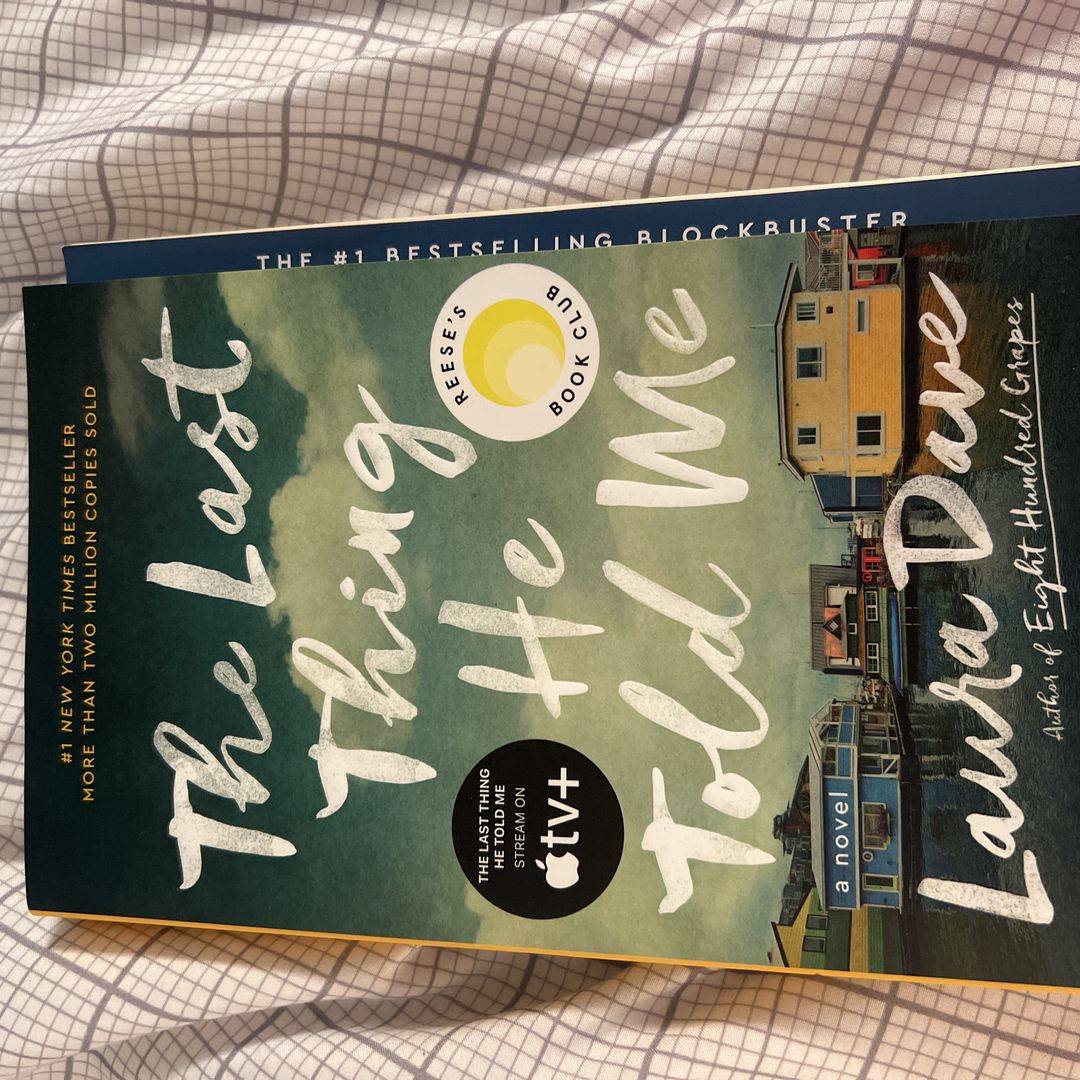 THE #1 BESTSELLING BLOCKBUSTER
#1 NEW YORK TIMES BESTSELLER
MORE THAN TWO MILLION COPIES SOLD
The Last
Thing
He
Told Me
REESE'S
BOOK CLUB
THE LAST THING
HE TOLD ME
STREAM ON
tv+
a novel
Laura Dave
Author of Eight Hundred Grapes